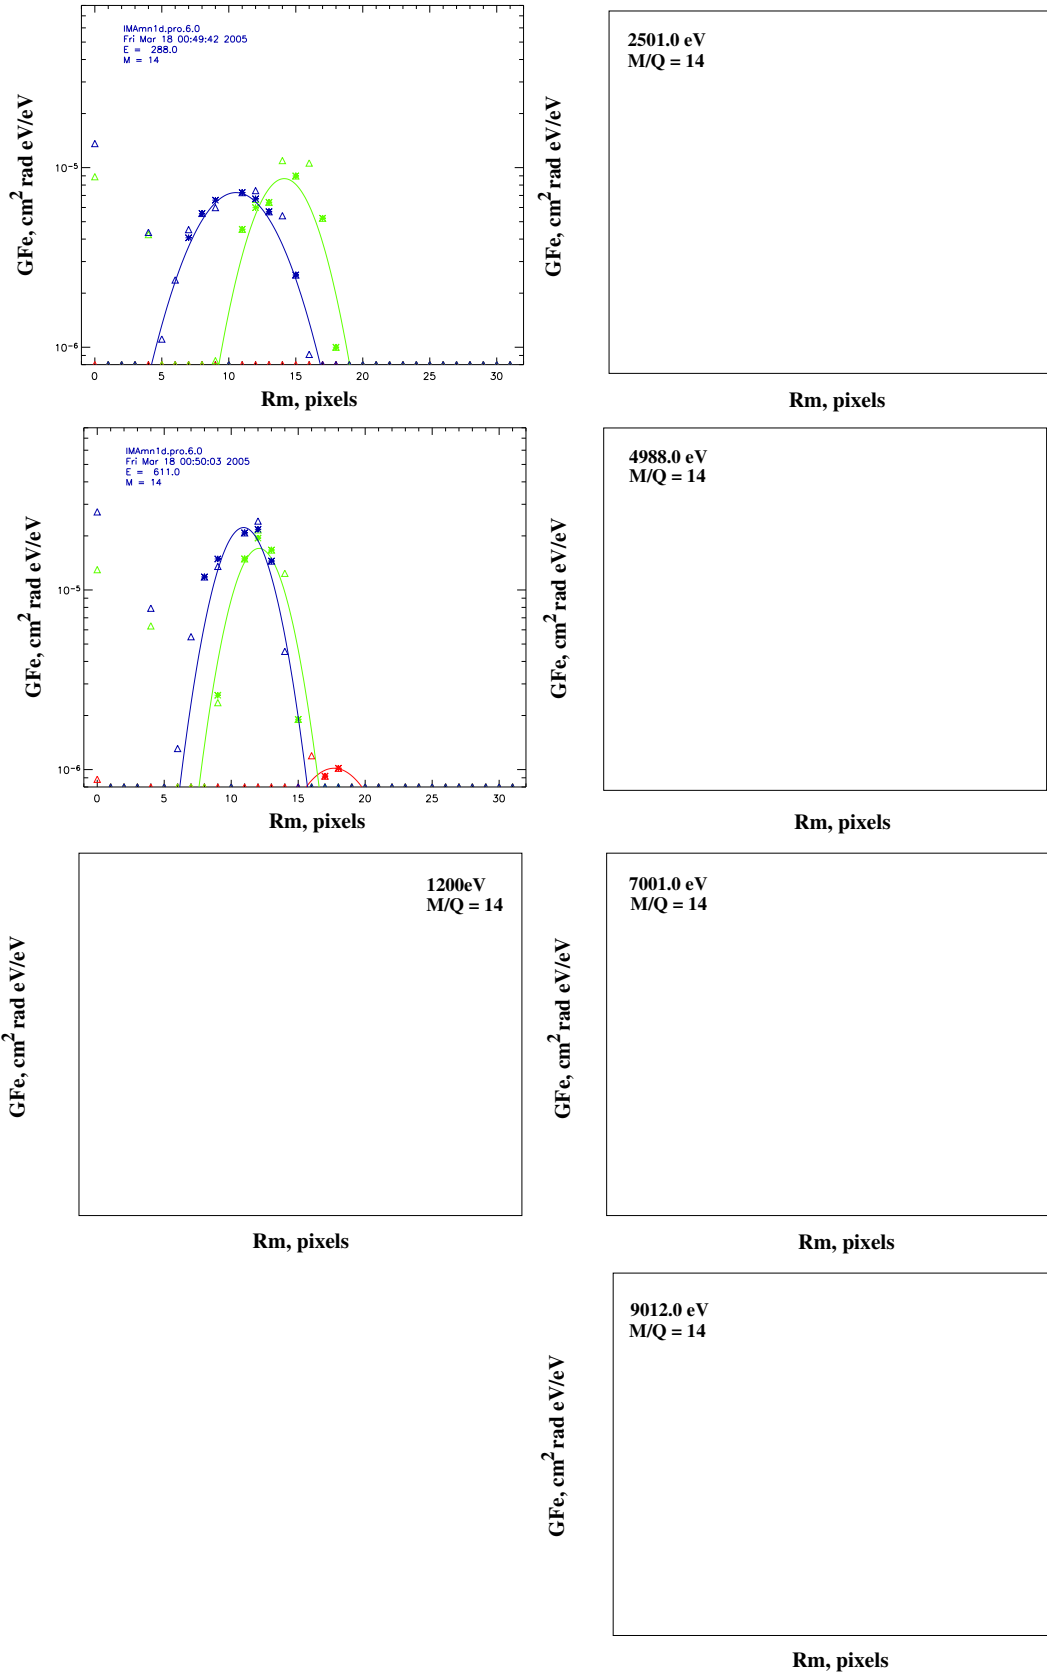 IMAmn1d.pro.6.0
Fri Mar 18 00:49:42 2005
E = 288.0
M = 14
GFe, cm² rad eV/eV
10⁻⁵
10⁻⁶
0 5 10 15 20 25 30
Rm, pixels
2501.0 eV
M/Q = 14
GFe, cm² rad eV/eV
Rm, pixels
IMAmn1d.pro.6.0
Fri Mar 18 00:50:03 2005
E = 611.0
M = 14
GFe, cm² rad eV/eV
10⁻⁵
10⁻⁶
0 5 10 15 20 25 30
Rm, pixels
4988.0 eV
M/Q = 14
GFe, cm² rad eV/eV
Rm, pixels
1200eV
M/Q = 14
GFe, cm² rad eV/eV
Rm, pixels
7001.0 eV
M/Q = 14
GFe, cm² rad eV/eV
Rm, pixels
9012.0 eV
M/Q = 14
GFe, cm² rad eV/eV
Rm, pixels